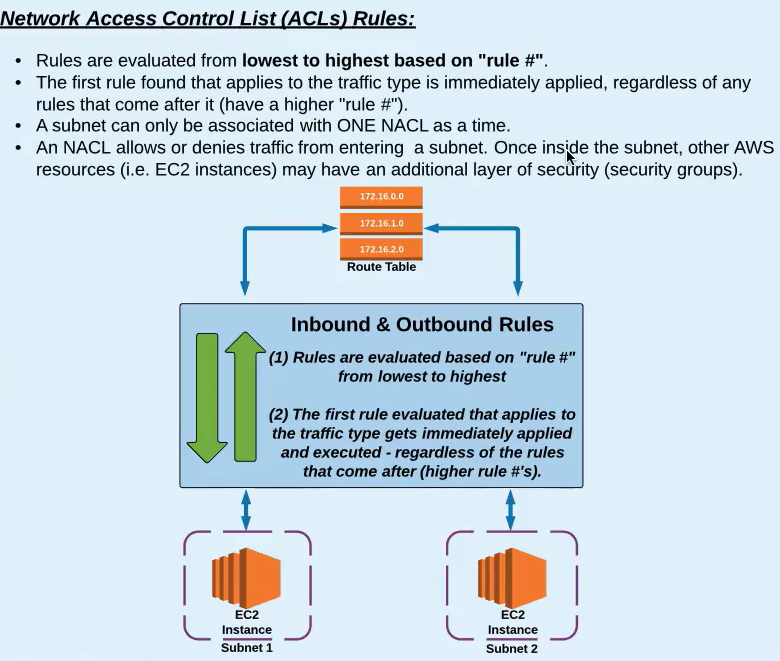 Network Access Control List (ACLs) Rules:
• Rules are evaluated from lowest to highest based on "rule #".
• The first rule found that applies to the traffic type is immediately applied, regardless of any
rules that come after it (have a higher "rule #").
• A subnet can only be associated with ONE NACL as a time.
• An NACL allows or denies traffic from entering a subnet. Once inside the subnet, other AWS
resources (i.e. EC2 instances) may have an additional layer of security (security groups).
172.16.0.0
172.16.1.0
172.16.2.0
Route Table
Inbound & Outbound Rules
(1) Rules are evaluated based on "rule #"
from lowest to highest
(2) The first rule evaluated that applies to
the traffic type gets immediately applied
and executed - regardless of the rules
that come after (higher rule #'s).
EC2
Instance
Subnet 1
EC2
Instance
Subnet 2